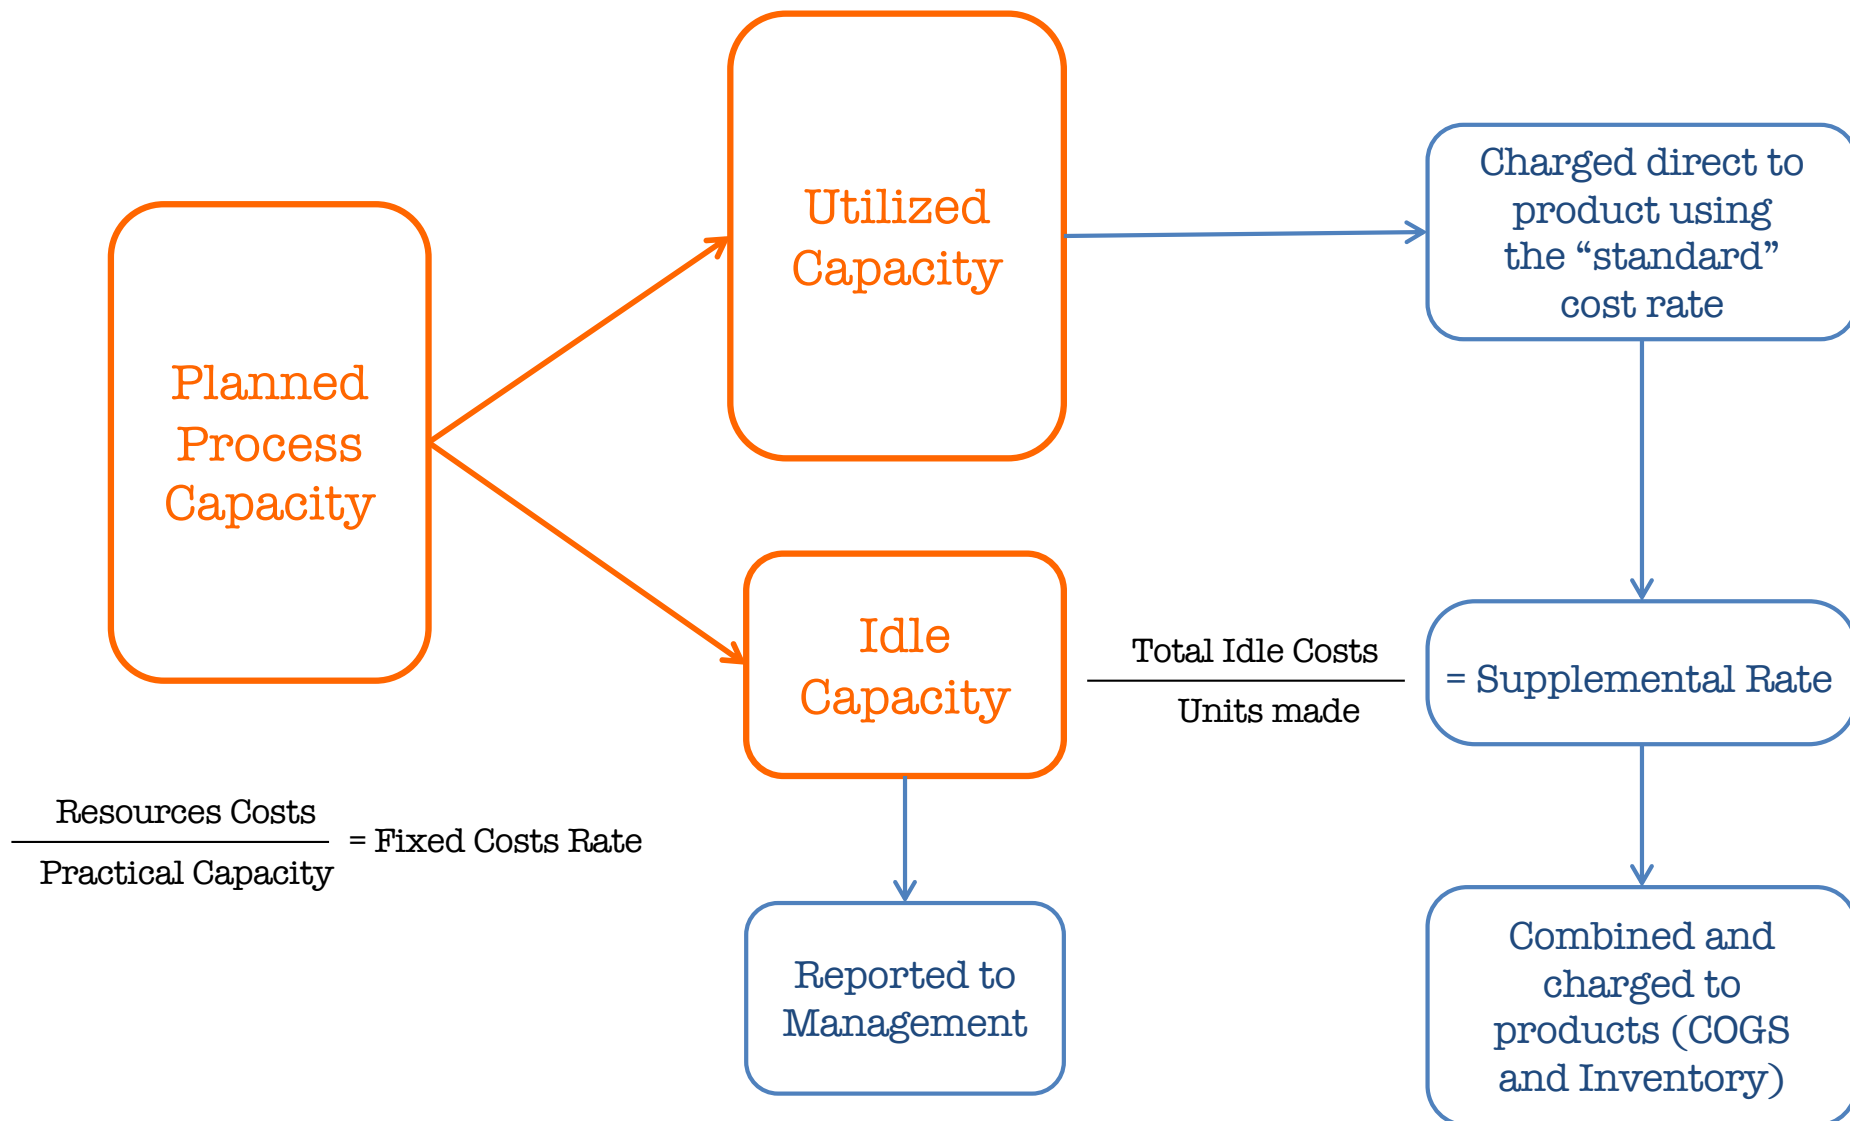 Planned
Process
Capacity
Utilized
Capacity
Charged direct to
product using
the “standard”
cost rate
Idle
Capacity
Total Idle Costs
Units made
= Supplemental Rate
Resources Costs
Practical Capacity
= Fixed Costs Rate
Reported to
Management
Combined and
charged to
products (COGS
and Inventory)